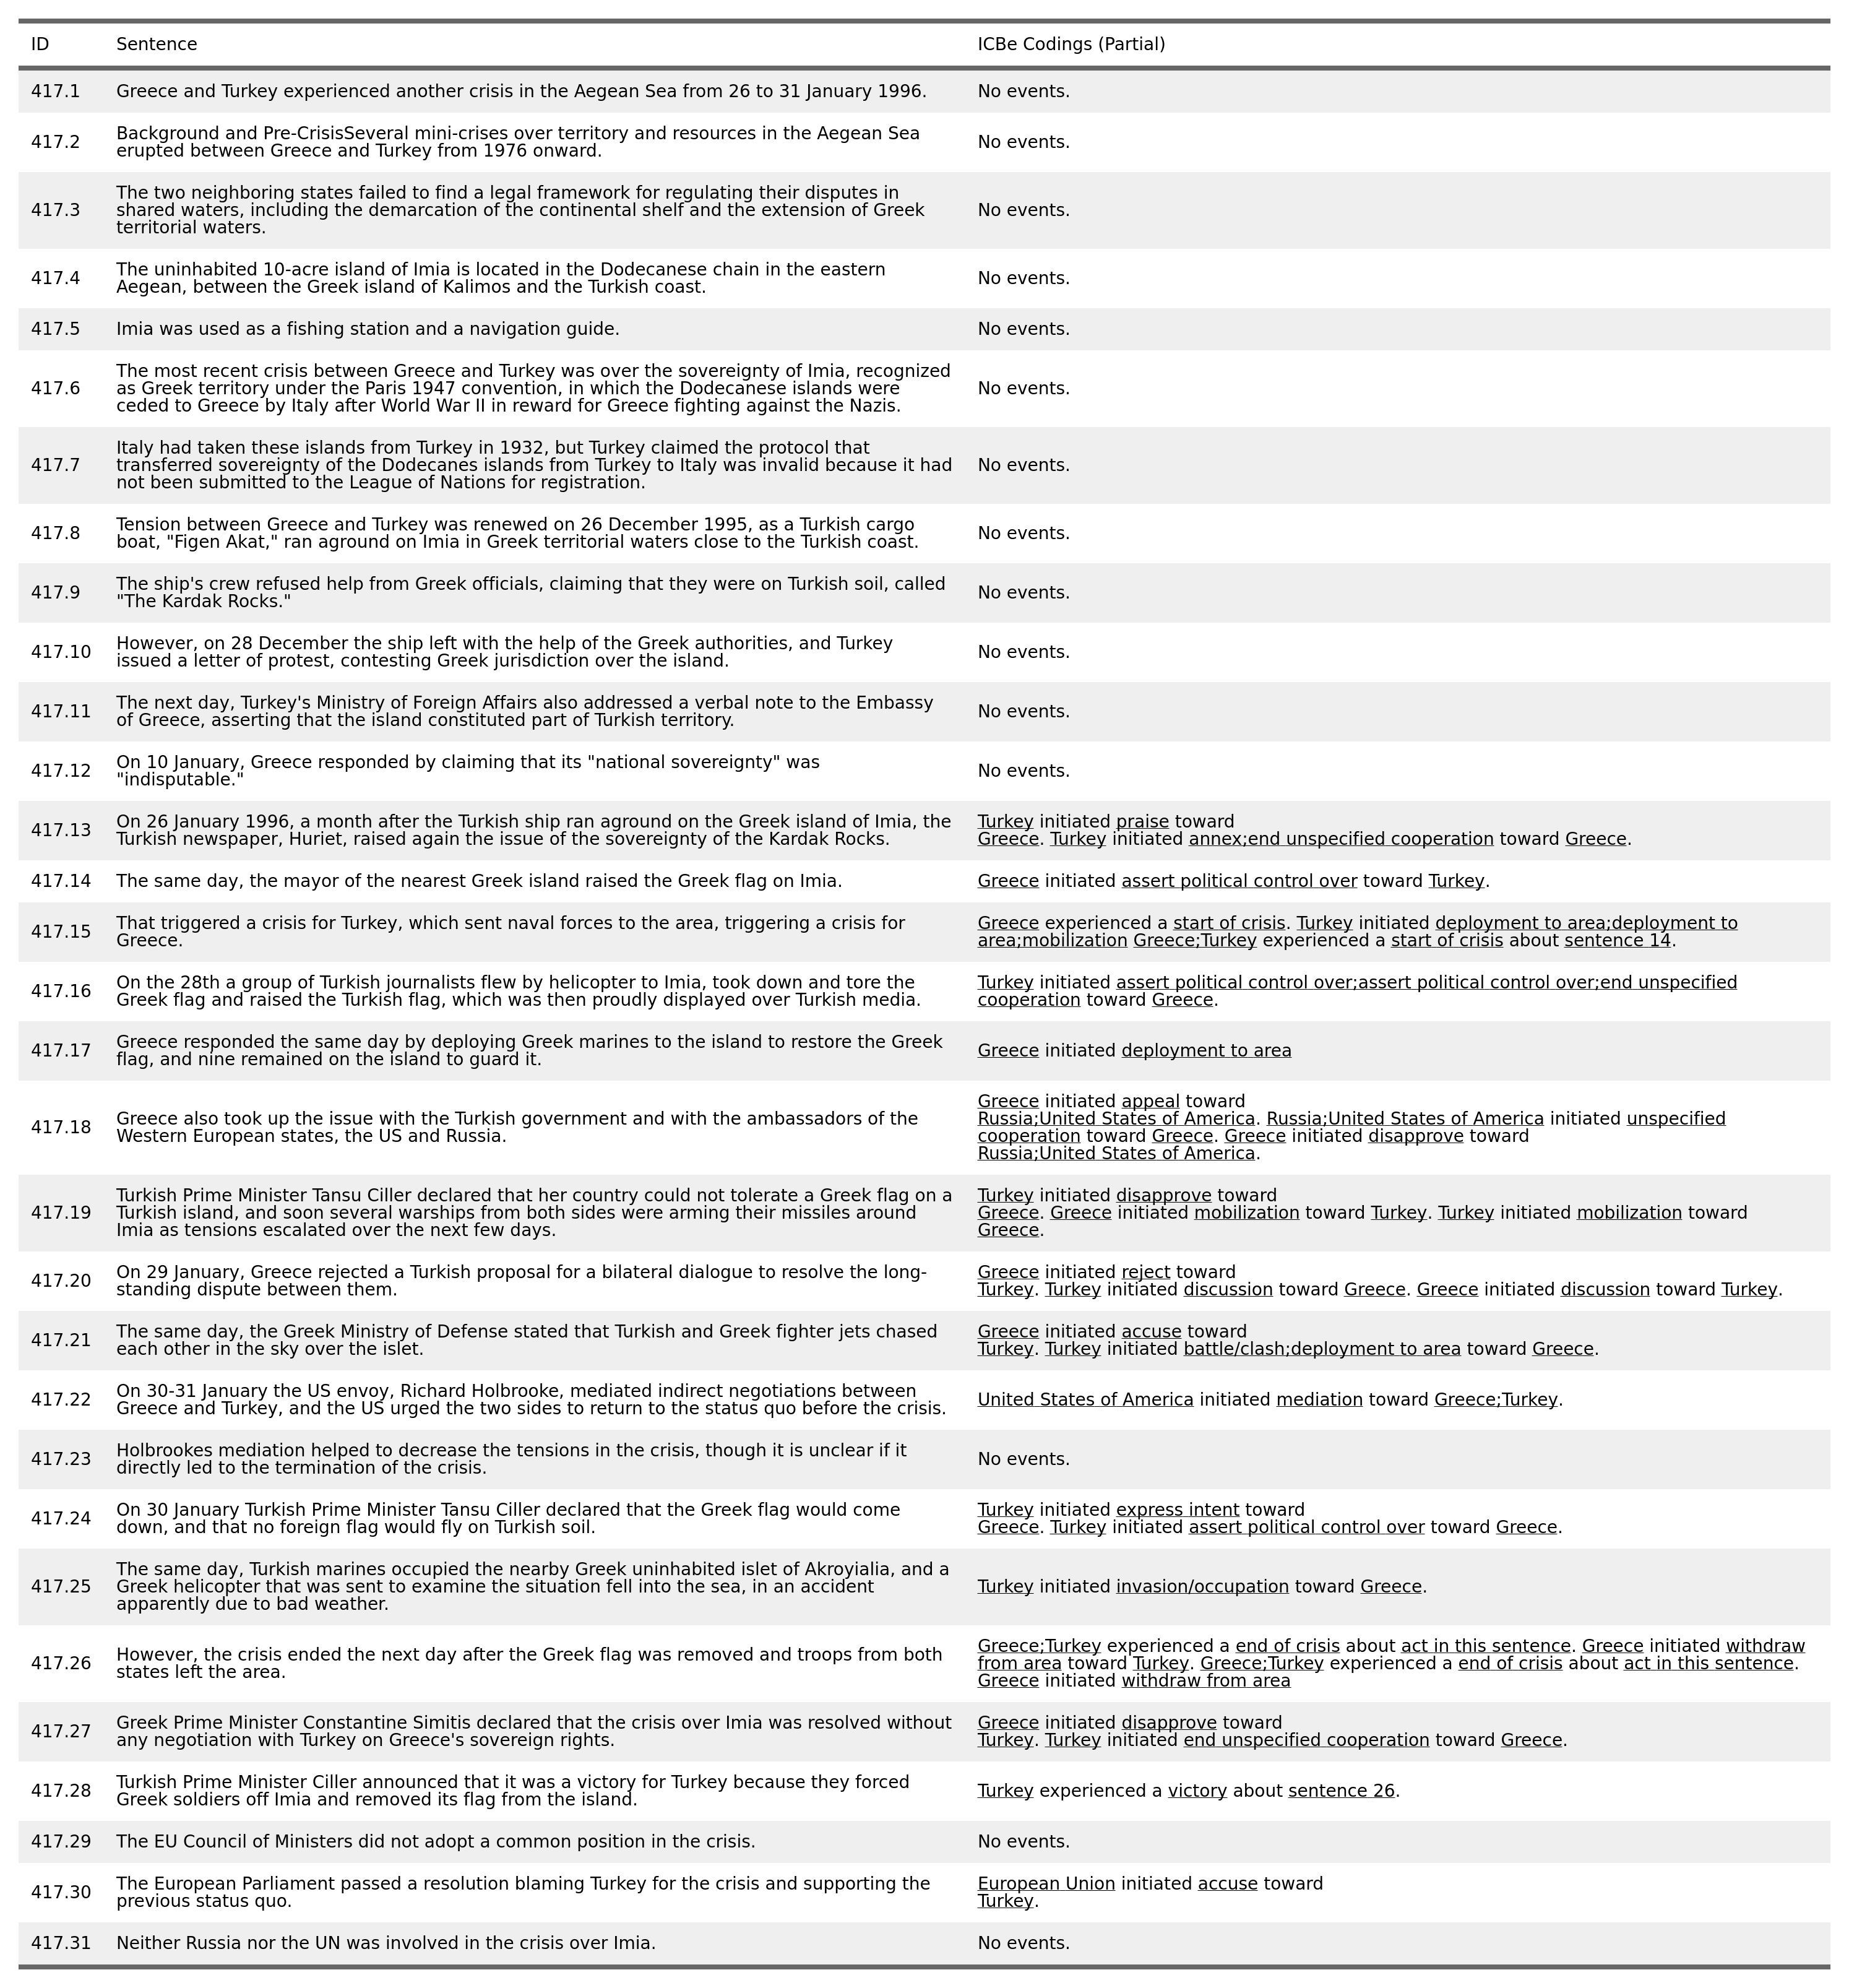 ID Sentence ICBe Codings (Partial)
417.1 Greece and Turkey experienced another crisis in the Aegean Sea from 26 to 31 January 1996. No events.
417.2 Background and Pre-CrisisSeveral mini-crises over territory and resources in the Aegean Sea
erupted between Greece and Turkey from 1976 onward. No events.
417.3 The two neighboring states failed to find a legal framework for regulating their disputes in
shared waters, including the demarcation of the continental shelf and the extension of Greek
territorial waters. No events.
417.4 The uninhabited 10-acre island of Imia is located in the Dodecanese chain in the eastern
Aegean, between the Greek island of Kalimos and the Turkish coast. No events.
417.5 Imia was used as a fishing station and a navigation guide. No events.
417.6 The most recent crisis between Greece and Turkey was over the sovereignty of Imia, recognized
as Greek territory under the Paris 1947 convention, in which the Dodecanese islands were
ceded to Greece by Italy after World War II in reward for Greece fighting against the Nazis. No events.
417.7 Italy had taken these islands from Turkey in 1932, but Turkey claimed the protocol that
transferred sovereignty of the Dodecanes islands from Turkey to Italy was invalid because it had
not been submitted to the League of Nations for registration. No events.
417.8 Tension between Greece and Turkey was renewed on 26 December 1995, as a Turkish cargo
boat, "Figen Akat," ran aground on Imia in Greek territorial waters close to the Turkish coast. No events.
417.9 The ship's crew refused help from Greek officials, claiming that they were on Turkish soil, called
"The Kardak Rocks." No events.
417.10 However, on 28 December the ship left with the help of the Greek authorities, and Turkey
issued a letter of protest, contesting Greek jurisdiction over the island. No events.
417.11 The next day, Turkey's Ministry of Foreign Affairs also addressed a verbal note to the Embassy
of Greece, asserting that the island constituted part of Turkish territory. No events.
417.12 On 10 January, Greece responded by claiming that its "national sovereignty" was
"indisputable." No events.
417.13 On 26 January 1996, a month after the Turkish ship ran aground on the Greek island of Imia, the
Turkish newspaper, Huriet, raised again the issue of the sovereignty of the Kardak Rocks.
Turkey initiated praise toward
Greece. Turkey initiated annex;end unspecified cooperation toward Greece.
417.14 The same day, the mayor of the nearest Greek island raised the Greek flag on Imia. Greece initiated assert political control over toward Turkey.
417.15 That triggered a crisis for Turkey, which sent naval forces to the area, triggering a crisis for
Greece.
Greece experienced a start of crisis. Turkey initiated deployment to area;deployment to
area;mobilization Greece;Turkey experienced a start of crisis about sentence 14.
417.16 On the 28th a group of Turkish journalists flew by helicopter to Imia, took down and tore the
Greek flag and raised the Turkish flag, which was then proudly displayed over Turkish media.
Turkey initiated assert political control over;assert political control over;end unspecified
cooperation toward Greece.
417.17 Greece responded the same day by deploying Greek marines to the island to restore the Greek
flag, and nine remained on the island to guard it. Greece initiated deployment to area
417.18 Greece also took up the issue with the Turkish government and with the ambassadors of the
Western European states, the US and Russia.
Greece initiated appeal toward
Russia;United States of America. Russia;United States of America initiated unspecified
cooperation toward Greece. Greece initiated disapprove toward
Russia;United States of America.
417.19 Turkish Prime Minister Tansu Ciller declared that her country could not tolerate a Greek flag on a
Turkish island, and soon several warships from both sides were arming their missiles around
Imia as tensions escalated over the next few days.
Turkey initiated disapprove toward
Greece. Greece initiated mobilization toward Turkey. Turkey initiated mobilization toward
Greece.
417.20 On 29 January, Greece rejected a Turkish proposal for a bilateral dialogue to resolve the long-
standing dispute between them.
Greece initiated reject toward
Turkey. Turkey initiated discussion toward Greece. Greece initiated discussion toward Turkey.
417.21 The same day, the Greek Ministry of Defense stated that Turkish and Greek fighter jets chased
each other in the sky over the islet.
Greece initiated accuse toward
Turkey. Turkey initiated battle/clash;deployment to area toward Greece.
417.22 On 30-31 January the US envoy, Richard Holbrooke, mediated indirect negotiations between
Greece and Turkey, and the US urged the two sides to return to the status quo before the crisis.
United States of America initiated mediation toward Greece;Turkey.
417.23 Holbrookes mediation helped to decrease the tensions in the crisis, though it is unclear if it
directly led to the termination of the crisis. No events.
417.24 On 30 January Turkish Prime Minister Tansu Ciller declared that the Greek flag would come
down, and that no foreign flag would fly on Turkish soil.
Turkey initiated express intent toward
Greece. Turkey initiated assert political control over toward Greece.
417.25 The same day, Turkish marines occupied the nearby Greek uninhabited islet of Akroyialia, and a
Greek helicopter that was sent to examine the situation fell into the sea, in an accident
apparently due to bad weather.
Turkey initiated invasion/occupation toward Greece.
417.26 However, the crisis ended the next day after the Greek flag was removed and troops from both
states left the area.
Greece;Turkey experienced a end of crisis about act in this sentence. Greece initiated withdraw
from area toward Turkey. Greece;Turkey experienced a end of crisis about act in this sentence.
Greece initiated withdraw from area
417.27 Greek Prime Minister Constantine Simitis declared that the crisis over Imia was resolved without
any negotiation with Turkey on Greece's sovereign rights.
Greece initiated disapprove toward
Turkey. Turkey initiated end unspecified cooperation toward Greece.
417.28 Turkish Prime Minister Ciller announced that it was a victory for Turkey because they forced
Greek soldiers off Imia and removed its flag from the island.
Turkey experienced a victory about sentence 26.
417.29 The EU Council of Ministers did not adopt a common position in the crisis. No events.
417.30 The European Parliament passed a resolution blaming Turkey for the crisis and supporting the
previous status quo.
European Union initiated accuse toward
Turkey.
417.31 Neither Russia nor the UN was involved in the crisis over Imia. No events.